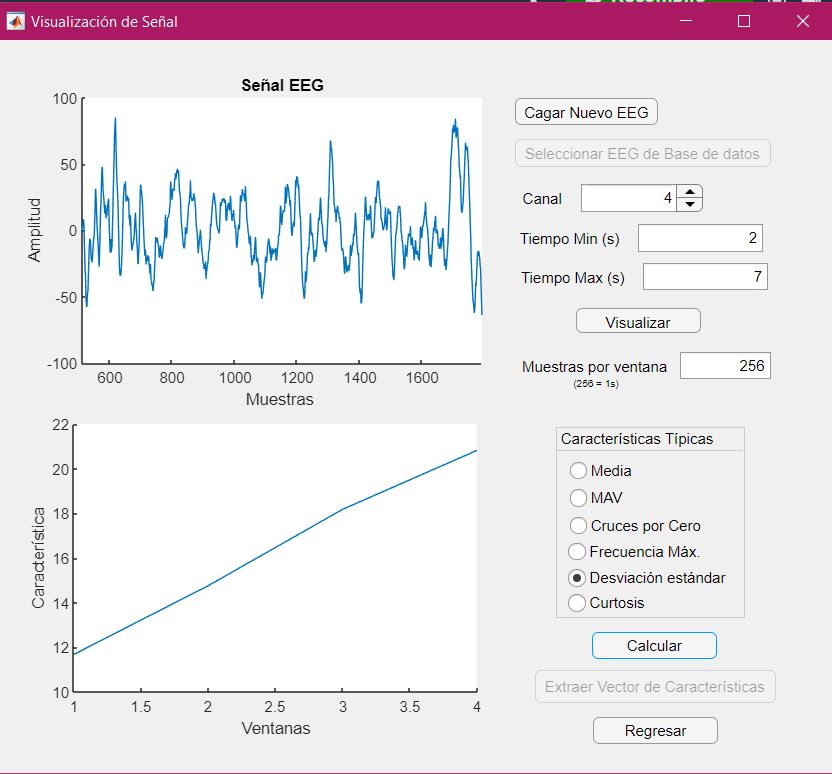 Visualización de Señal
Señal EEG
100
50
0
-50
-100
Amplitud
600 800 1000 1200 1400 1600
Muestras
22
20
18
16
14
12
10
Característica
1 1.5 2 2.5 3 3.5 4
Ventanas
Cagar Nuevo EEG
Seleccionar EEG de Base de datos
Canal 4
Tiempo Min (s) 2
Tiempo Max (s) 7
Visualizar
Muestras por ventana 256
(256 = 1s)
Características Típicas
Media
MAV
Cruces por Cero
Frecuencia Máx.
Desviación estándar
Curtosis
Calcular
Extraer Vector de Características
Regresar